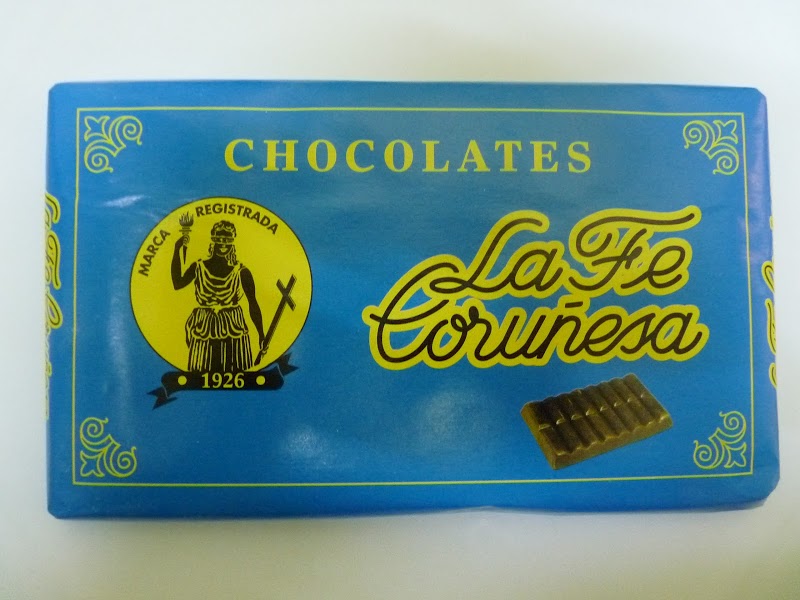 CHOCOLATES
MARCA REGISTRADA
1926
La Fe
Coruñesa